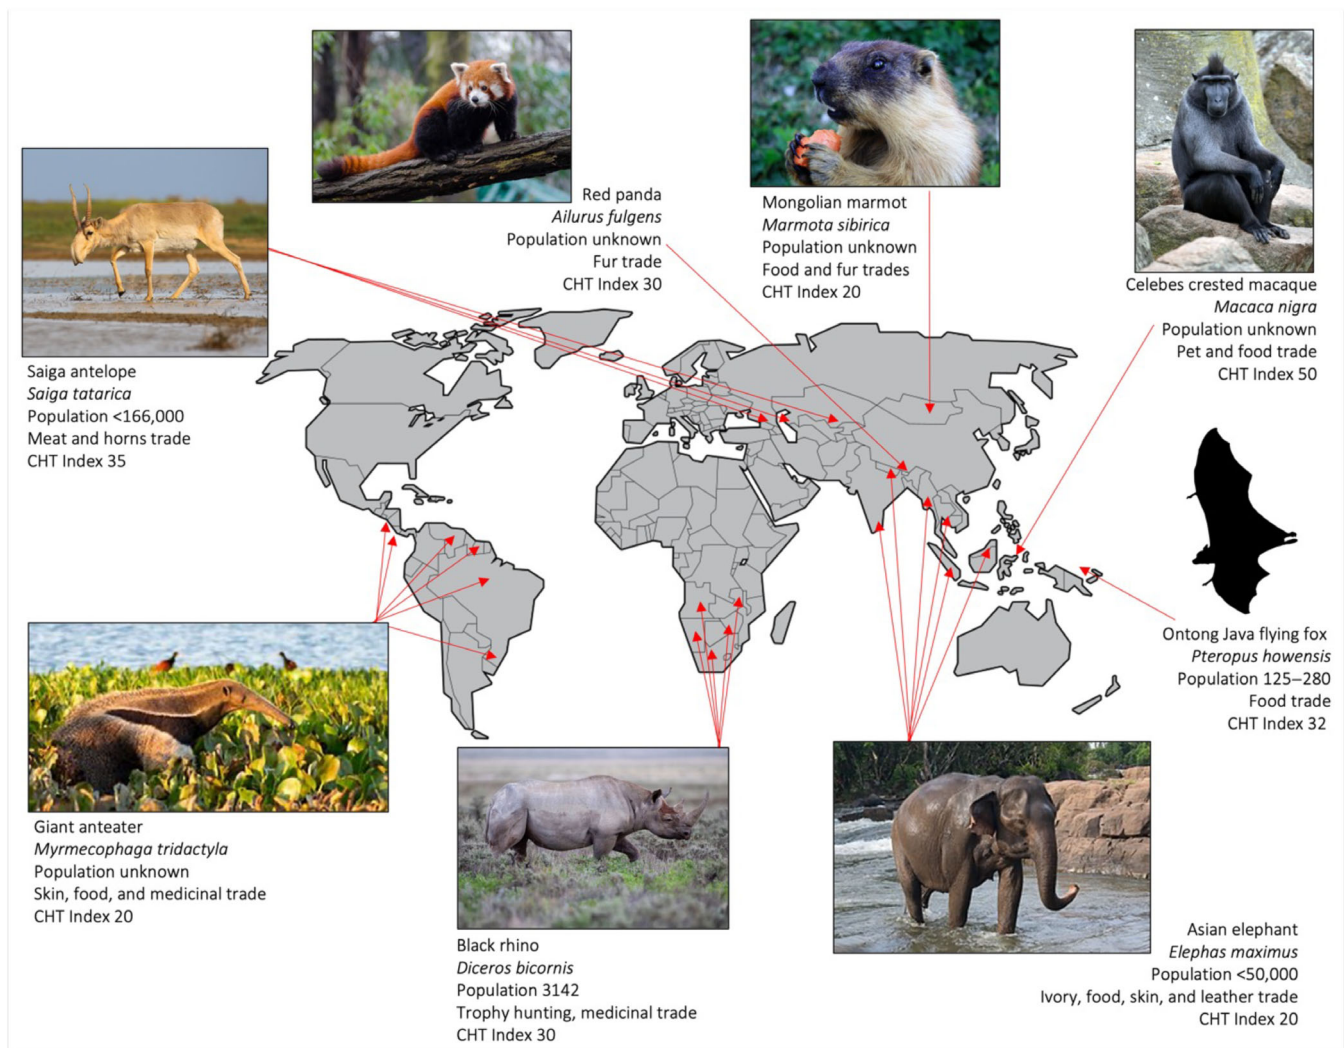 Red panda
Ailurus fulgens
Population unknown
Fur trade
CHT Index 30
Mongolian marmot
Marmota sibirica
Population unknown
Food and fur trades
CHT Index 20
Celebes crested macaque
Macaca nigra
Population unknown
Pet and food trade
CHT Index 50
Saiga antelope
Saiga tatarica
Population <166,000
Meat and horns trade
CHT Index 35
Ontong Java flying fox
Pteropus howensis
Population 125–280
Food trade
CHT Index 32
Giant anteater
Myrmecophaga tridactyla
Population unknown
Skin, food, and medicinal trade
CHT Index 20
Black rhino
Diceros bicornis
Population 3142
Trophy hunting, medicinal trade
CHT Index 30
Asian elephant
Elephas maximus
Population <50,000
Ivory, food, skin, and leather trade
CHT Index 20